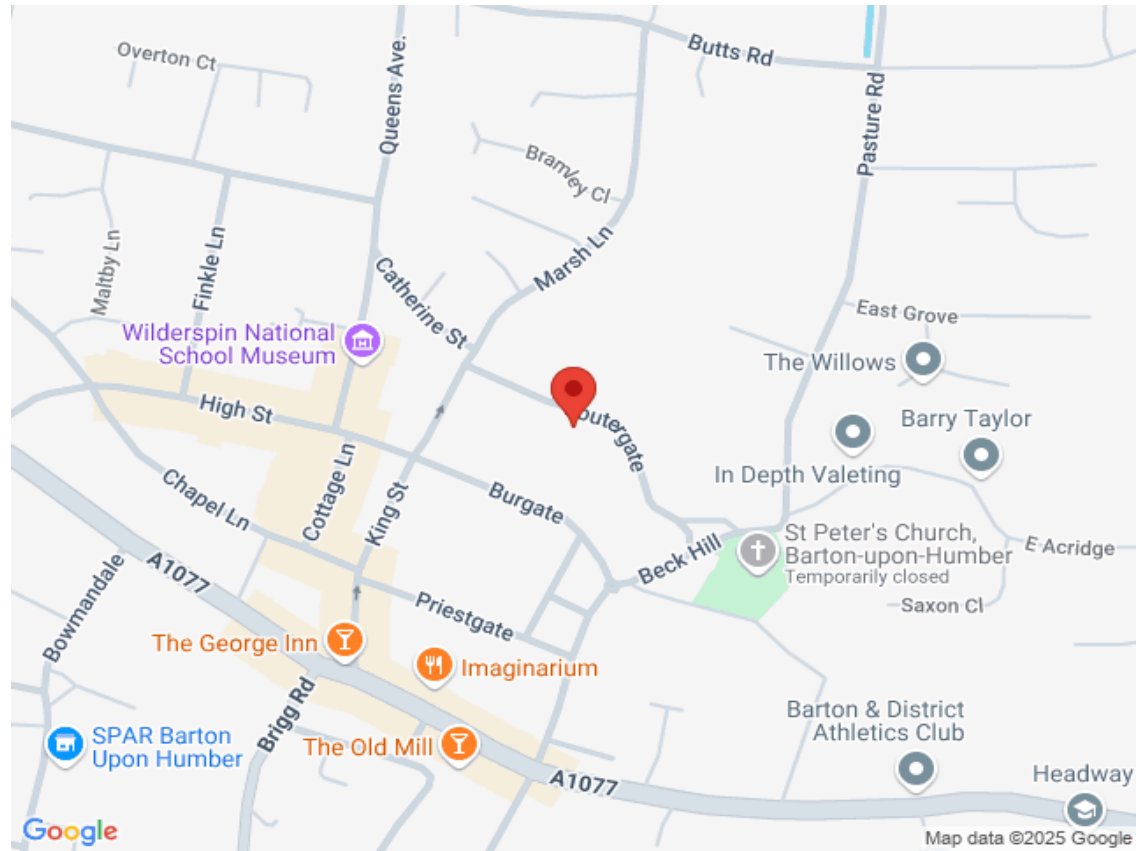 Overton Ct
Queens Ave.
Butts Rd
Pasture Rd
Bramley Cl
Maltby Ln
Finkle Ln
Marsh Ln
Catherine St
East Grove
Wilderspin National
School Museum
The Willows
High St
outergate
Barry Taylor
In Depth Valeting
Chapel Ln
Cottage Ln
King St
Burgate
St Peter's Church,
Barton-upon-Humber
Temporarily closed
E Acridge
Beck Hill
A1077
Bowmandale
Priestgate
Saxon Cl
The George Inn
Imaginarium
Brigg Rd
SPAR Barton
Upon Humber
The Old Mill
Barton & District
Athletics Club
A1077
Headway
Google
Map data ©2025 Google